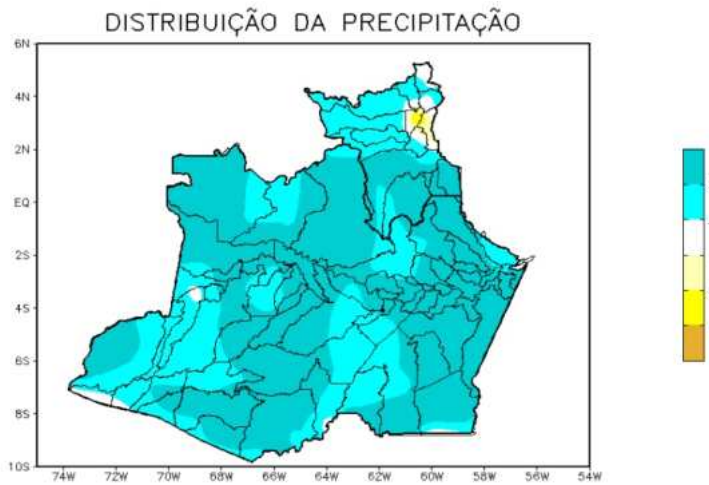 DISTRIBUIÇÃO DA PRECIPITAÇÃO
6N
4N
2N
EQ
2S
4S
6S
8S
10S
74W 72W 70W 68W 66W 64W 62W 60W 58W 56W 54W